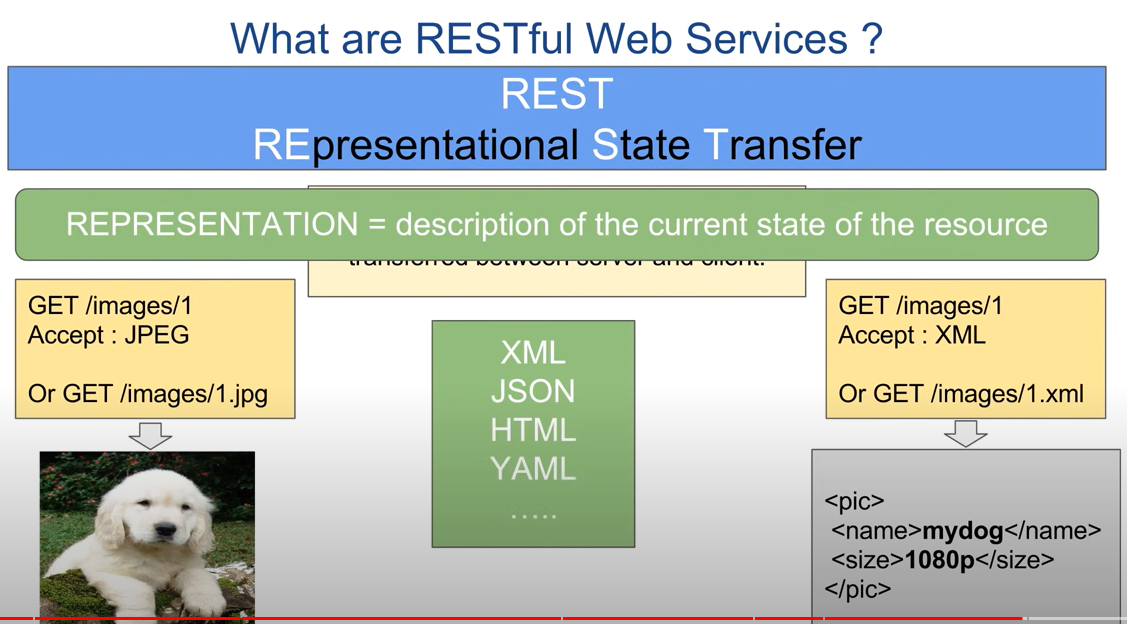 What are RESTful Web Services ?
REST
REpresentational State Transfer
REPRESENTATION = description of the current state of the resource
transferred between server and client.
GET /images/1
Accept : JPEG
Or GET /images/1.jpg
XML
JSON
HTML
YAML
.....
GET /images/1
Accept : XML
Or GET /images/1.xml
<pic>
<name>mydog</name>
<size>1080p</size>
</pic>